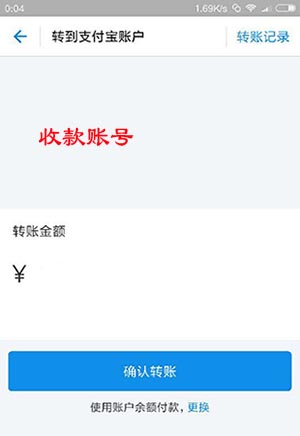 0:04
1.69K/s
转到支付宝账户
转账记录
收款账号
转账金额
¥
确认转账
使用账户余额付款，更换